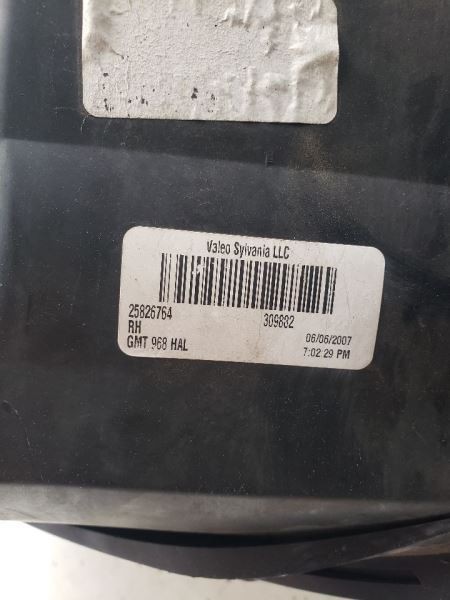 Valeo Sylvania LLC
25826764 309882
RH 06/06/2007
GMT 968 HAL 7:02:29 PM